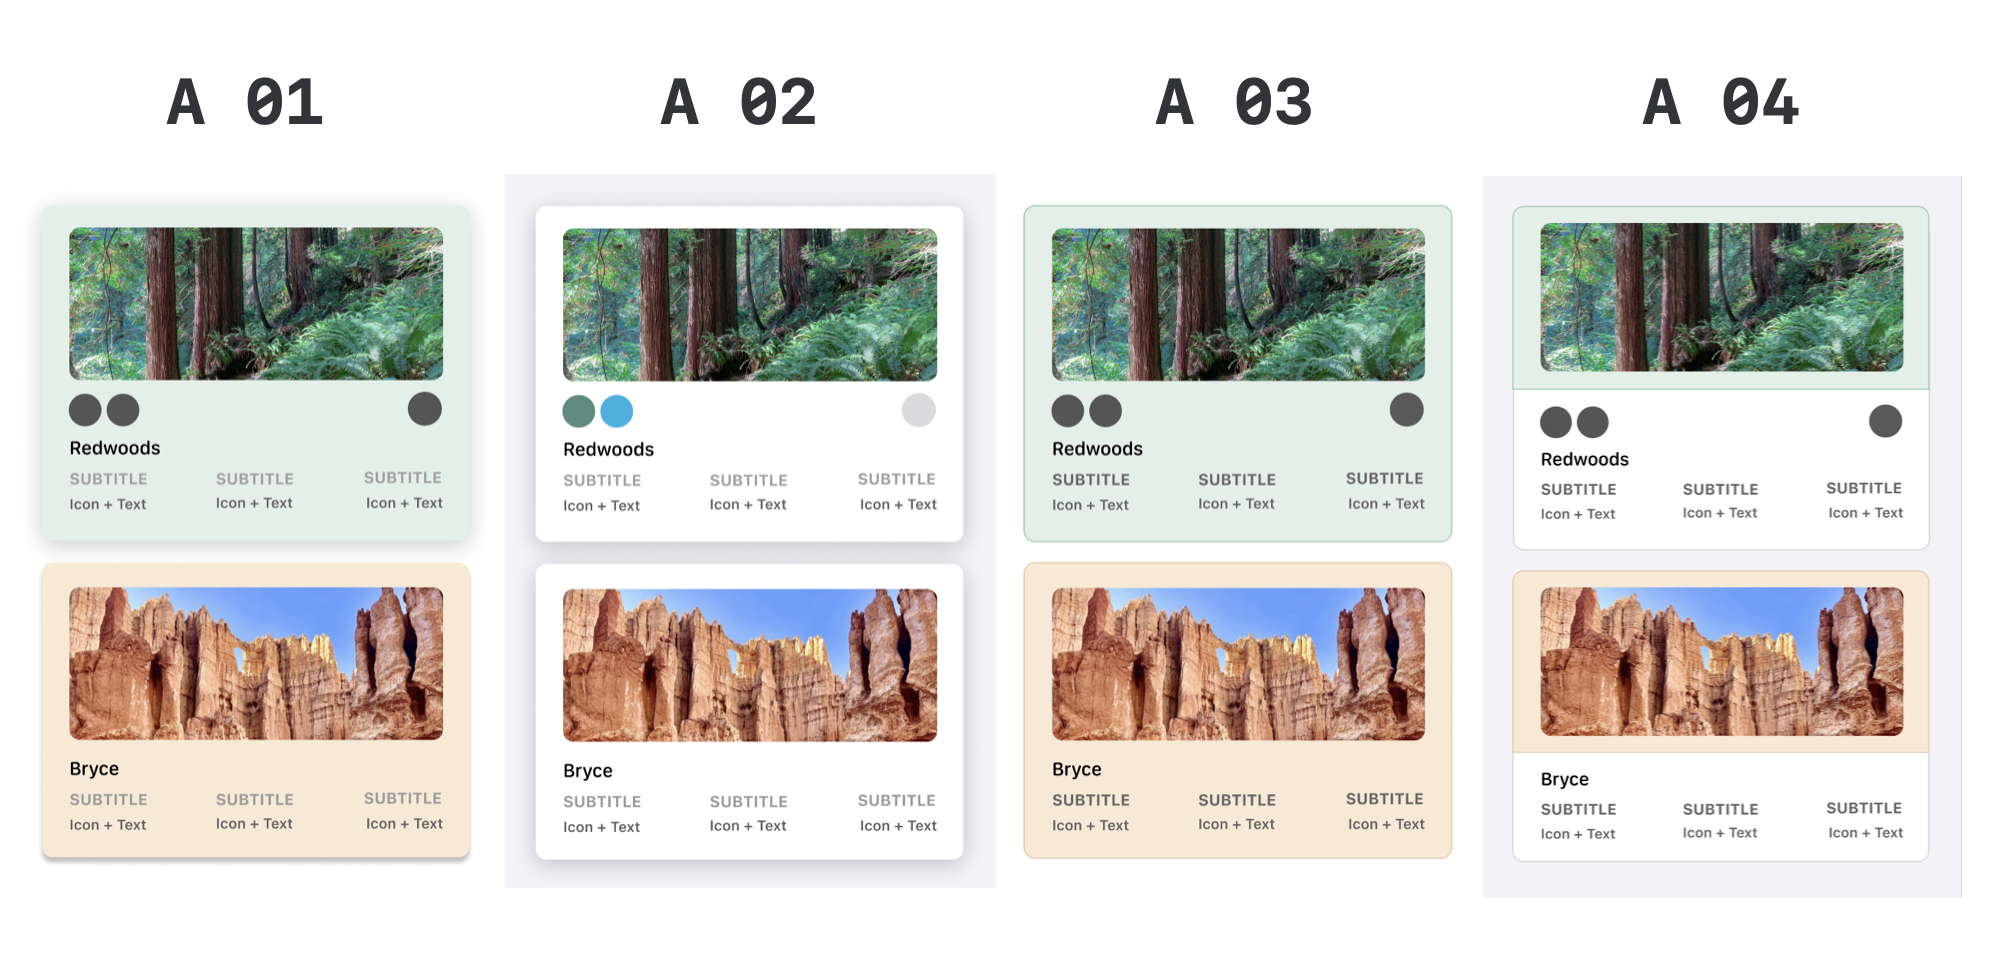 A 01
Redwoods
SUBTITLE SUBTITLE SUBTITLE
Icon + Text Icon + Text Icon + Text
Bryce
SUBTITLE SUBTITLE SUBTITLE
Icon + Text Icon + Text Icon + Text
A 02
Redwoods
SUBTITLE SUBTITLE SUBTITLE
Icon + Text Icon + Text Icon + Text
Bryce
SUBTITLE SUBTITLE SUBTITLE
Icon + Text Icon + Text Icon + Text
A 03
Redwoods
SUBTITLE SUBTITLE SUBTITLE
Icon + Text Icon + Text Icon + Text
Bryce
SUBTITLE SUBTITLE SUBTITLE
Icon + Text Icon + Text Icon + Text
A 04
Redwoods
SUBTITLE SUBTITLE SUBTITLE
Icon + Text Icon + Text Icon + Text
Bryce
SUBTITLE SUBTITLE SUBTITLE
Icon + Text Icon + Text Icon + Text